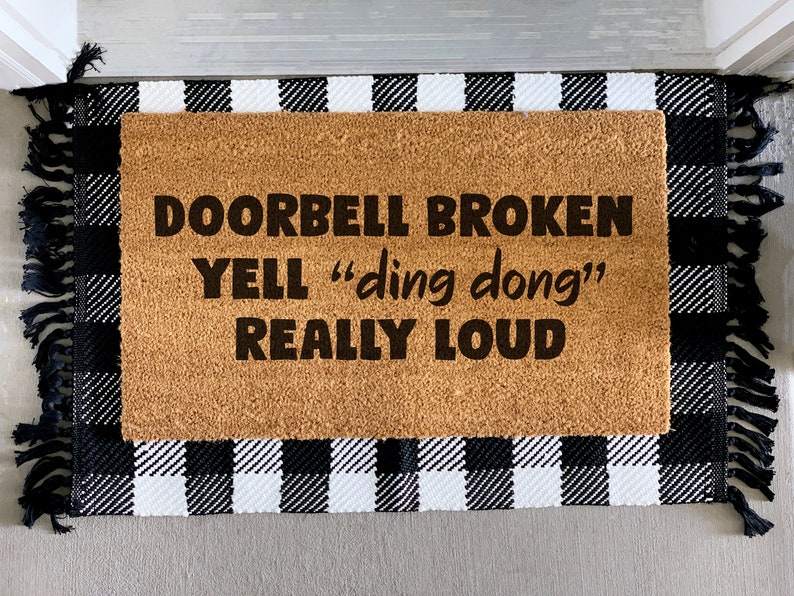 DOORBELL BROKEN
YELL “ding dong”
REALLY LOUD